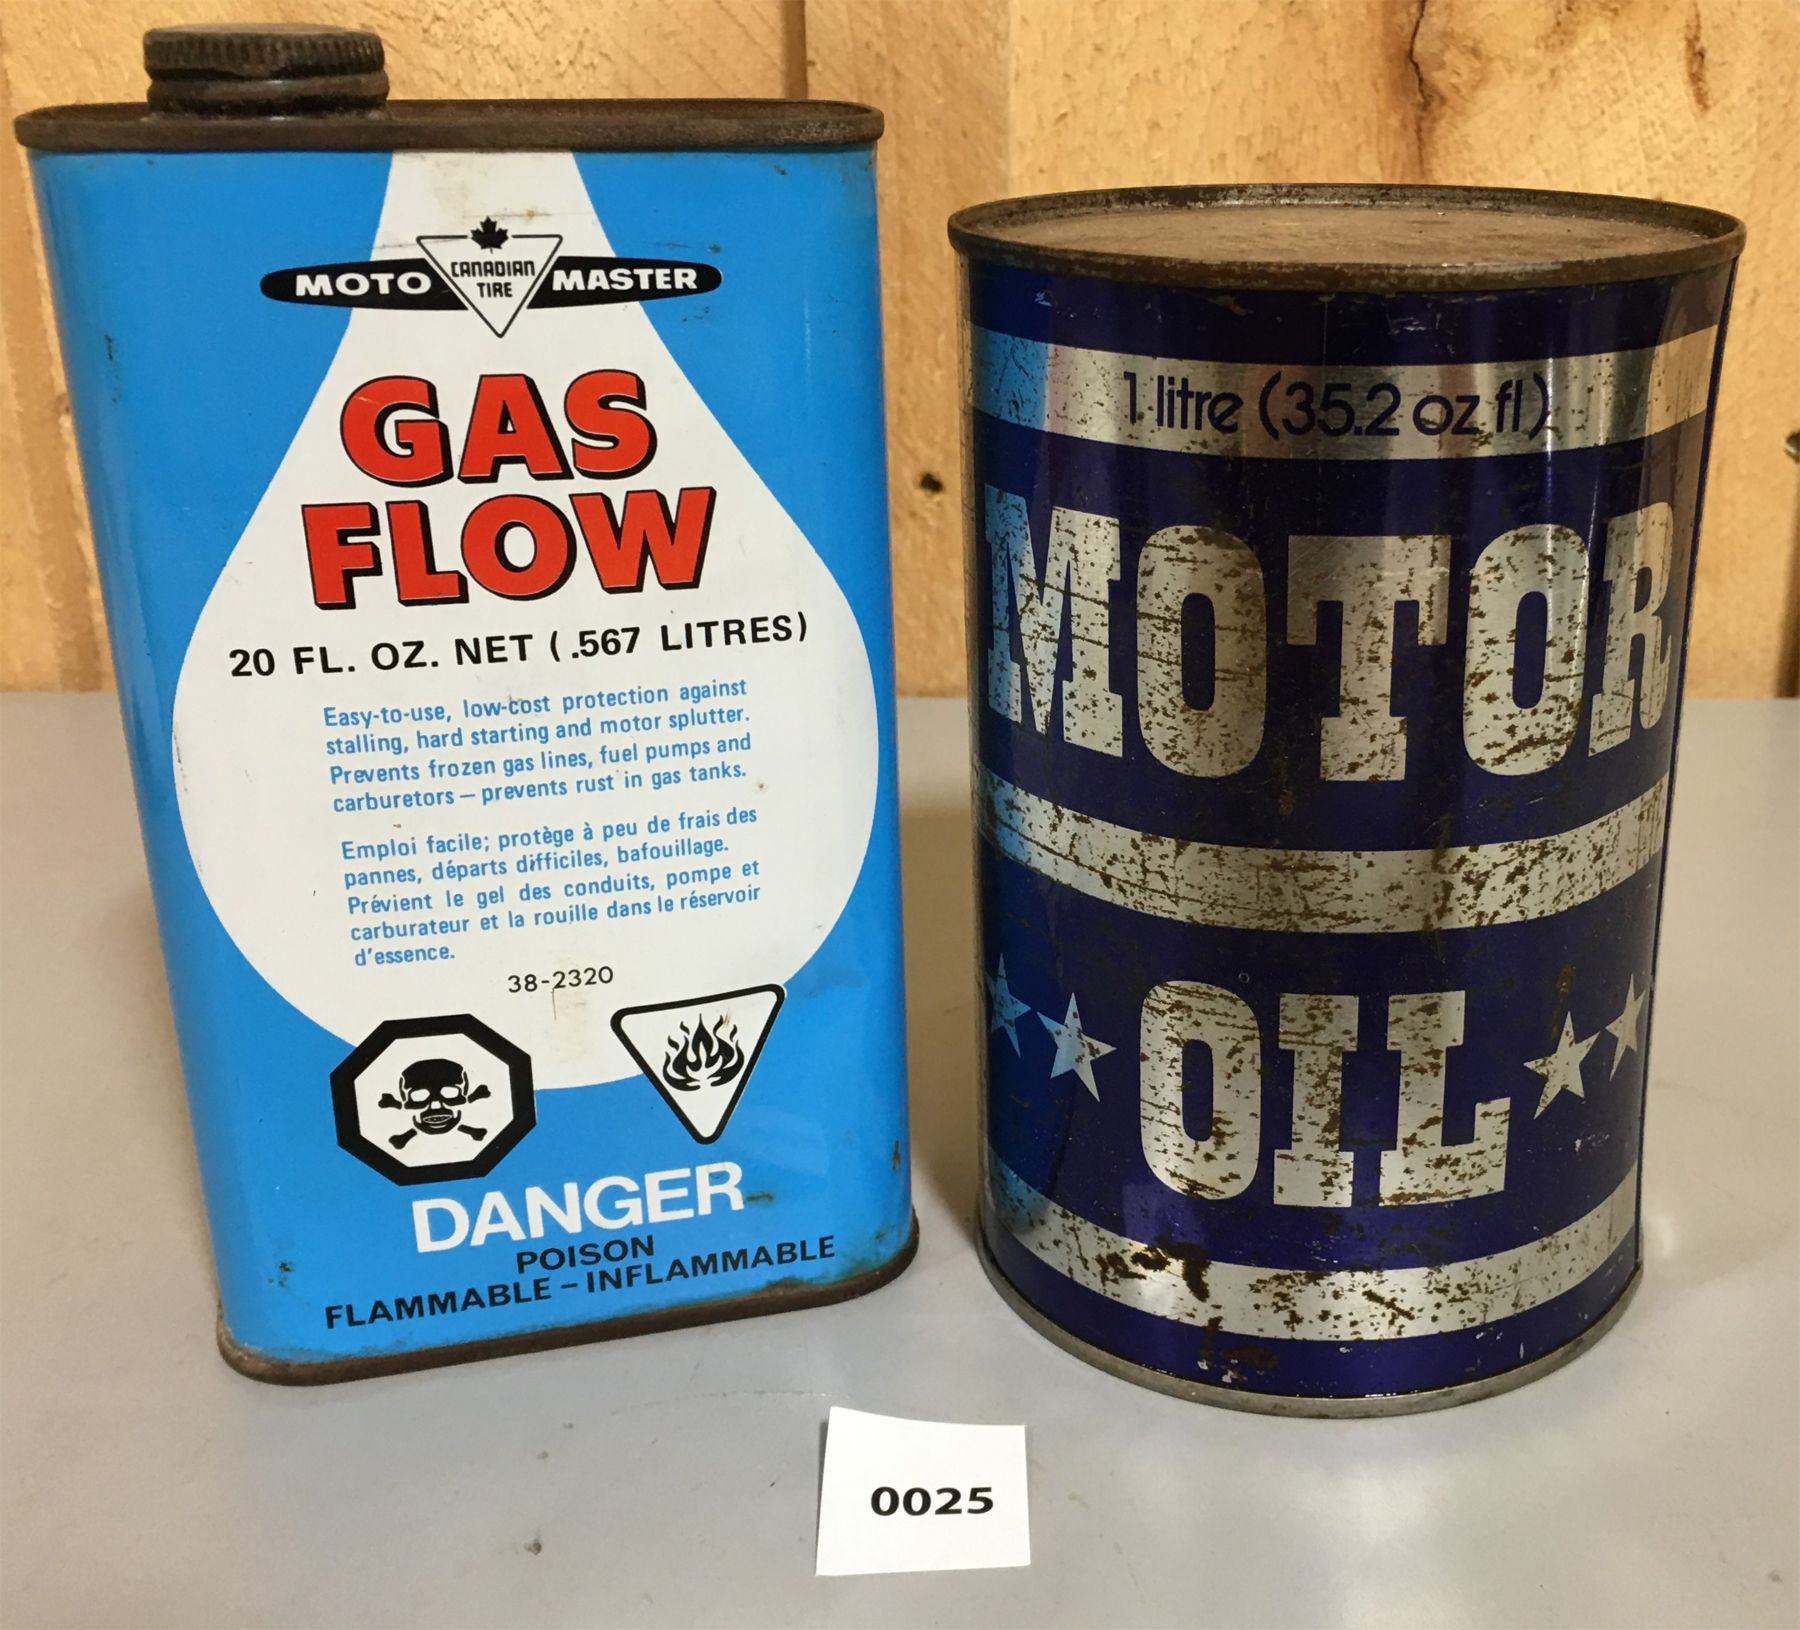 MOTO CANADIAN TIRE MASTER
GAS
FLOW
20 FL. OZ. NET (.567 LITRES)
Easy-to-use, low-cost protection against
stalling, hard starting and motor splutter.
Prevents frozen gas lines, fuel pumps and
carburetors — prevents rust in gas tanks.
Emploi facile; protège à peu de frais des
pannes, départs difficiles, bafouillage.
Prévient le gel des conduits, pompe et
carburateur et la rouille dans le réservoir
d'essence.
38-2320
DANGER
POISON
FLAMMABLE – INFLAMMABLE
1 litre (35.2 oz fl)
MOTOR
OIL
0025